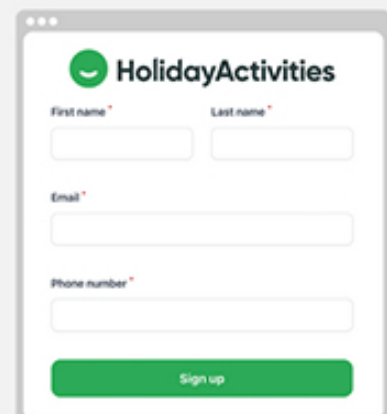 HolidayActivities
First name *
Last name *
Email *
Phone number *
Sign up